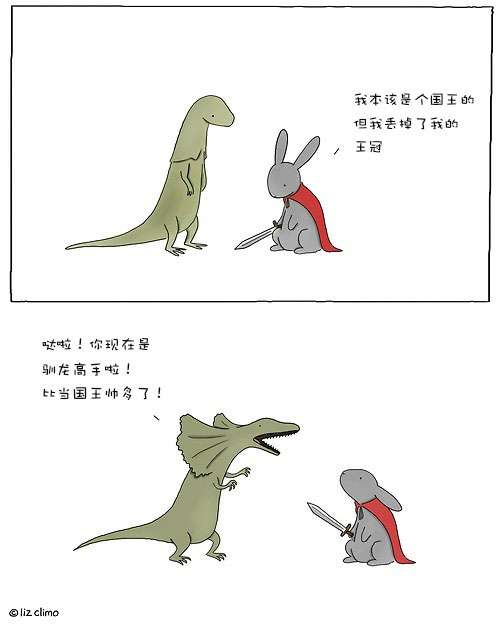 我本该是个国王的
但我丢掉了我的
王冠
哒啦！你现在是
驯龙高手啦！
比当国王帅多了！
©liz climo